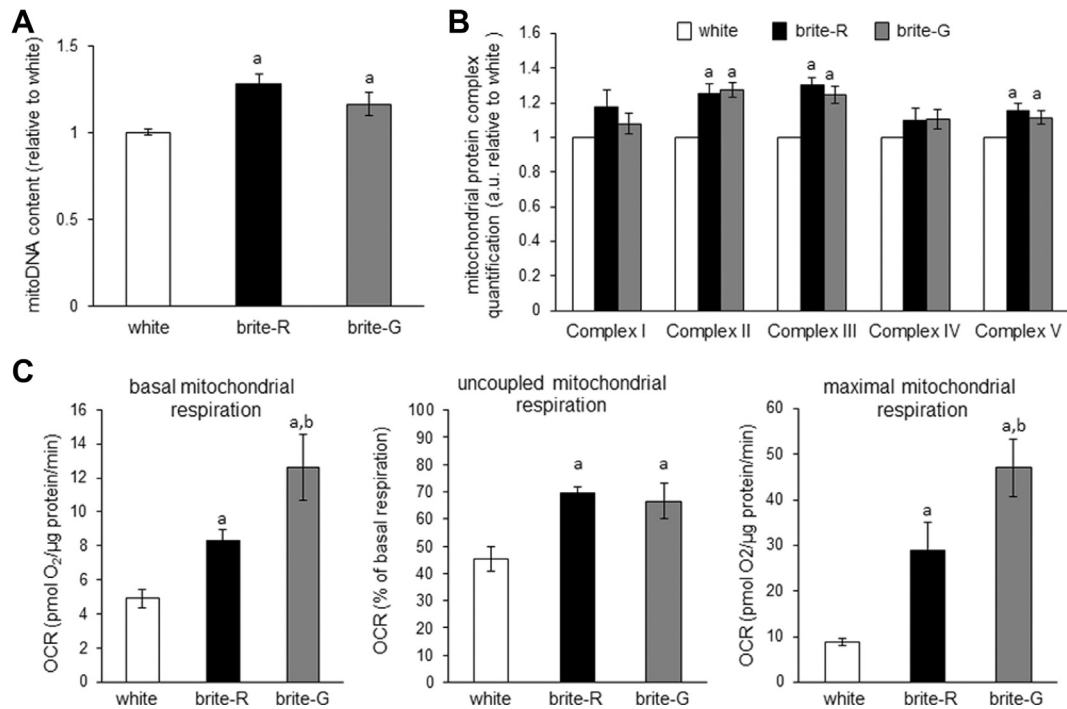 A
mitoDNA content (relative to white)
1.5
1
0.5
0
a
a
white brite-R brite-G
B
white brite-R brite-G
mitochondrial protein complex
quantification (a.u. relative to white )
1.6
1.4
1.2
1
0.8
0.6
0.4
0.2
0
a a a a a a
Complex I Complex II Complex III Complex IV Complex V
C
basal mitochondrial
respiration
OCR (pmol O₂/µg protein/min)
16
14
12
10
8
6
4
2
0
a
a,b
white brite-R brite-G
uncoupled mitochondrial
respiration
OCR (% of basal respiration)
100
90
80
70
60
50
40
30
20
10
0
a
a
white brite-R brite-G
maximal mitochondrial
respiration
OCR (pmol O2/µg protein/min)
60
50
40
30
20
10
0
a
a,b
white brite-R brite-G